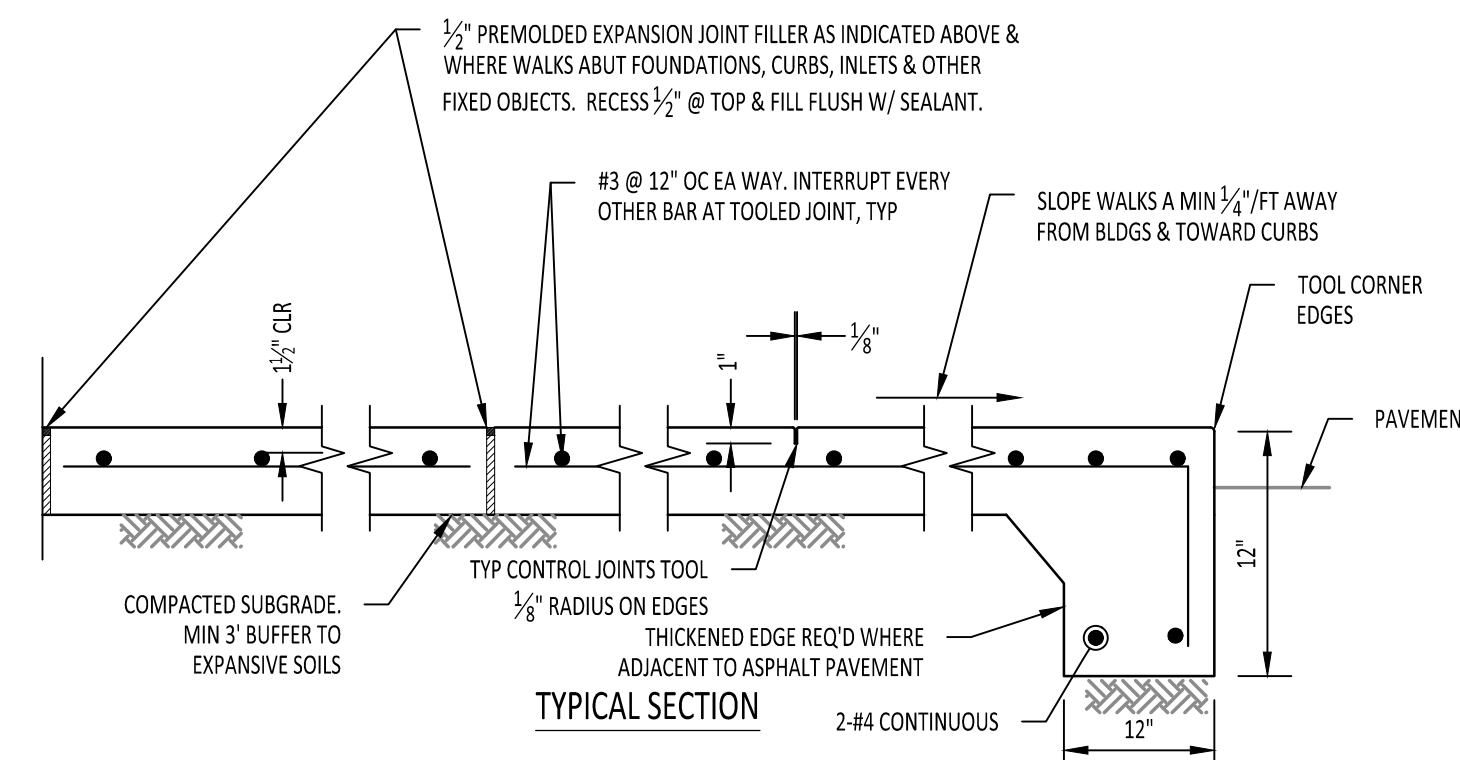 ½" PREMOLDED EXPANSION JOINT FILLER AS INDICATED ABOVE &
WHERE WALKS ABUT FOUNDATIONS, CURBS, INLETS & OTHER
FIXED OBJECTS. RECESS ½" @ TOP & FILL FLUSH W/ SEALANT.
#3 @ 12" OC EA WAY. INTERRUPT EVERY
OTHER BAR AT TOOLED JOINT, TYP
SLOPE WALKS A MIN ¼"/FT AWAY
FROM BLDGS & TOWARD CURBS
TOOL CORNER
EDGES
1½" CLR
1"
⅛"
PAVEMEN
12"
TYP CONTROL JOINTS TOOL
⅛" RADIUS ON EDGES
COMPACTED SUBGRADE.
MIN 3' BUFFER TO
EXPANSIVE SOILS
THICKENED EDGE REQ'D WHERE
ADJACENT TO ASPHALT PAVEMENT
TYPICAL SECTION
2-#4 CONTINUOUS
12"